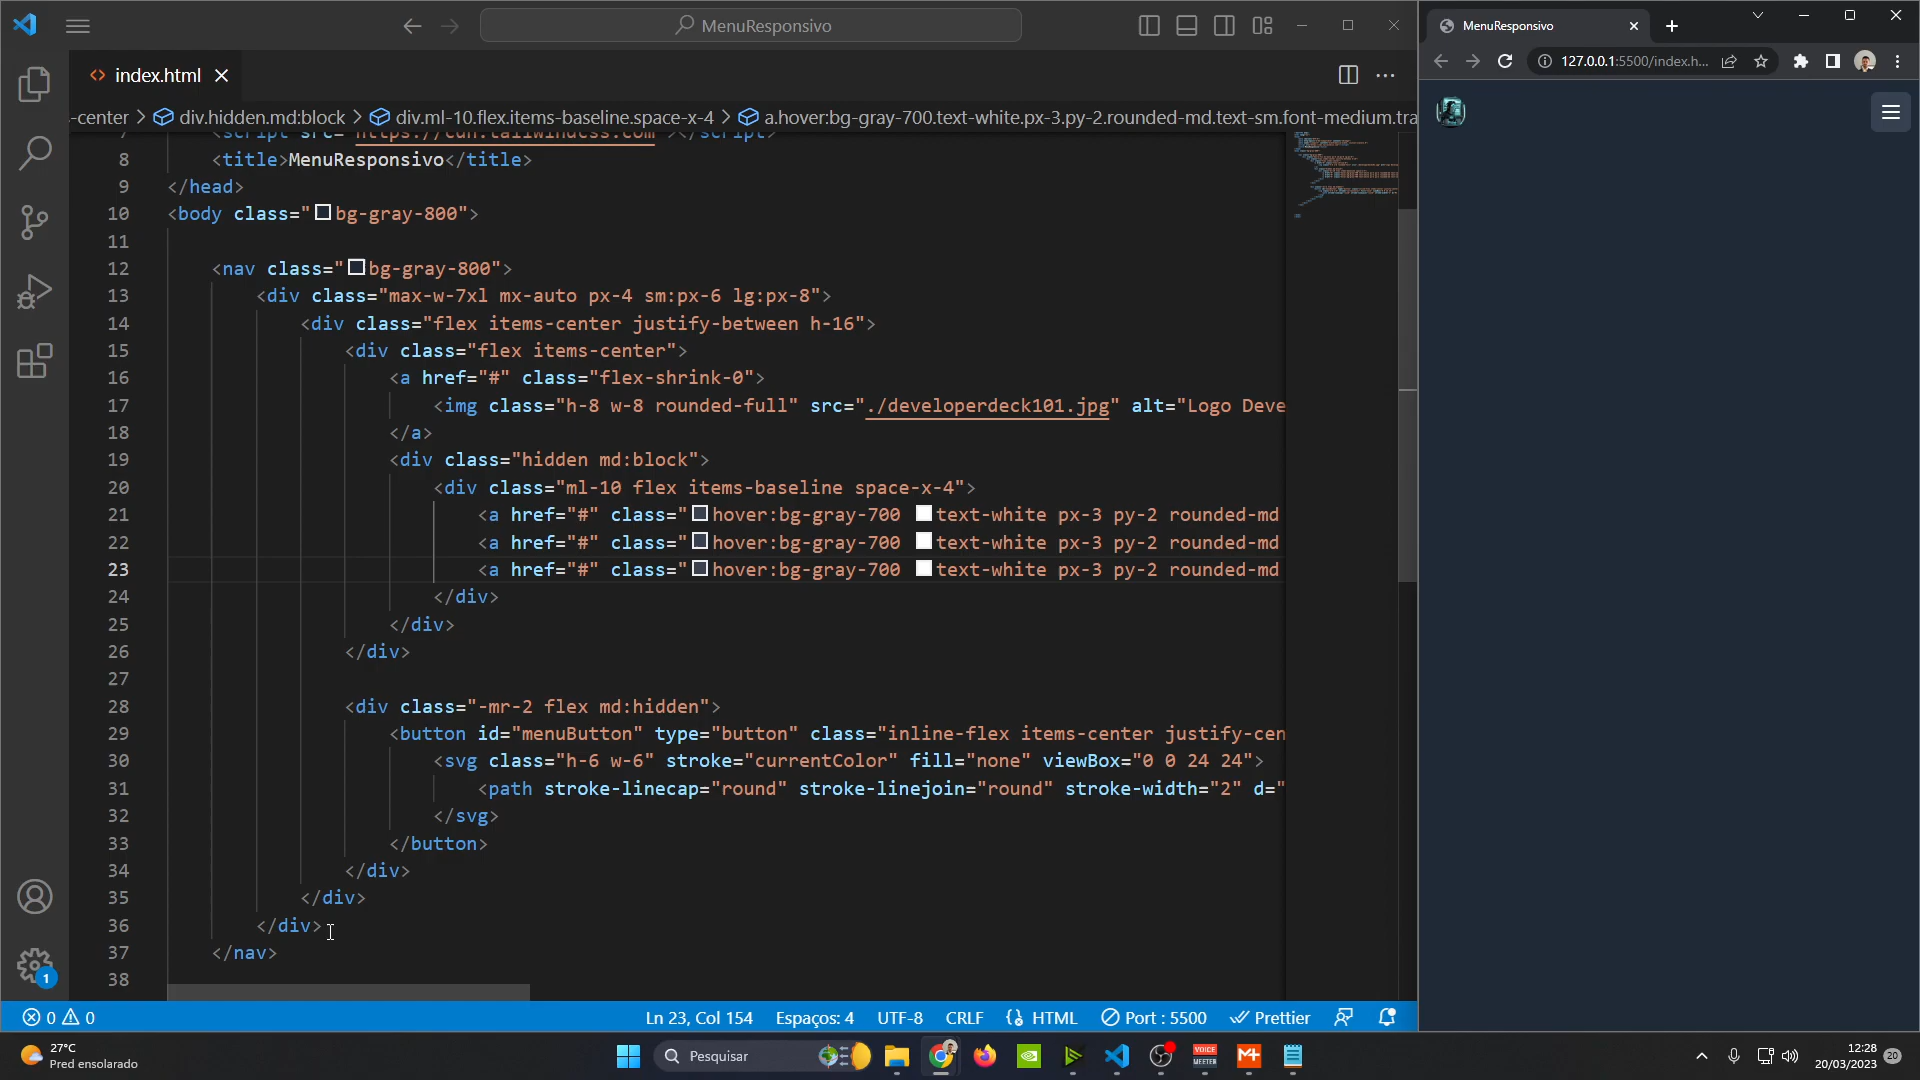 MenuResponsivo
index.html
-center > div.hidden.md:block > div.ml-10.flex.items-baseline.space-x-4 > a.hover:bg-gray-700.text-white.px-3.py-2.rounded-md.text-sm.font-medium.tra
7 <script src="https://cdn.tailwindcss.com"></script>
8 <title>MenuResponsivo</title>
9 </head>
10 <body class="bg-gray-800">
11
12 <nav class="bg-gray-800">
13 <div class="max-w-7xl mx-auto px-4 sm:px-6 lg:px-8">
14 <div class="flex items-center justify-between h-16">
15 <div class="flex items-center">
16 <a href="#" class="flex-shrink-0">
17 <img class="h-8 w-8 rounded-full" src="./developerdeck101.jpg" alt="Logo Deve
18 </a>
19 <div class="hidden md:block">
20 <div class="ml-10 flex items-baseline space-x-4">
21 <a href="#" class="hover:bg-gray-700 text-white px-3 py-2 rounded-md
22 <a href="#" class="hover:bg-gray-700 text-white px-3 py-2 rounded-md
23 <a href="#" class="hover:bg-gray-700 text-white px-3 py-2 rounded-md
24 </div>
25 </div>
26 </div>
27
28 <div class="-mr-2 flex md:hidden">
29 <button id="menuButton" type="button" class="inline-flex items-center justify-cen
30 <svg class="h-6 w-6" stroke="currentColor" fill="none" viewBox="0 0 24 24">
31 <path stroke-linecap="round" stroke-linejoin="round" stroke-width="2" d="
32 </svg>
33 </button>
34 </div>
35 </div>
36 </div>
37 </nav>
38
1
0 0 Ln 23, Col 154 Espaços: 4 UTF-8 CRLF HTML Port : 5500 Prettier
MenuResponsivo
127.0.0.1:5500/index.h...
27°C
Pred ensolarado
Pesquisar
VOICE
MEETER
12:28
20/03/2023
20